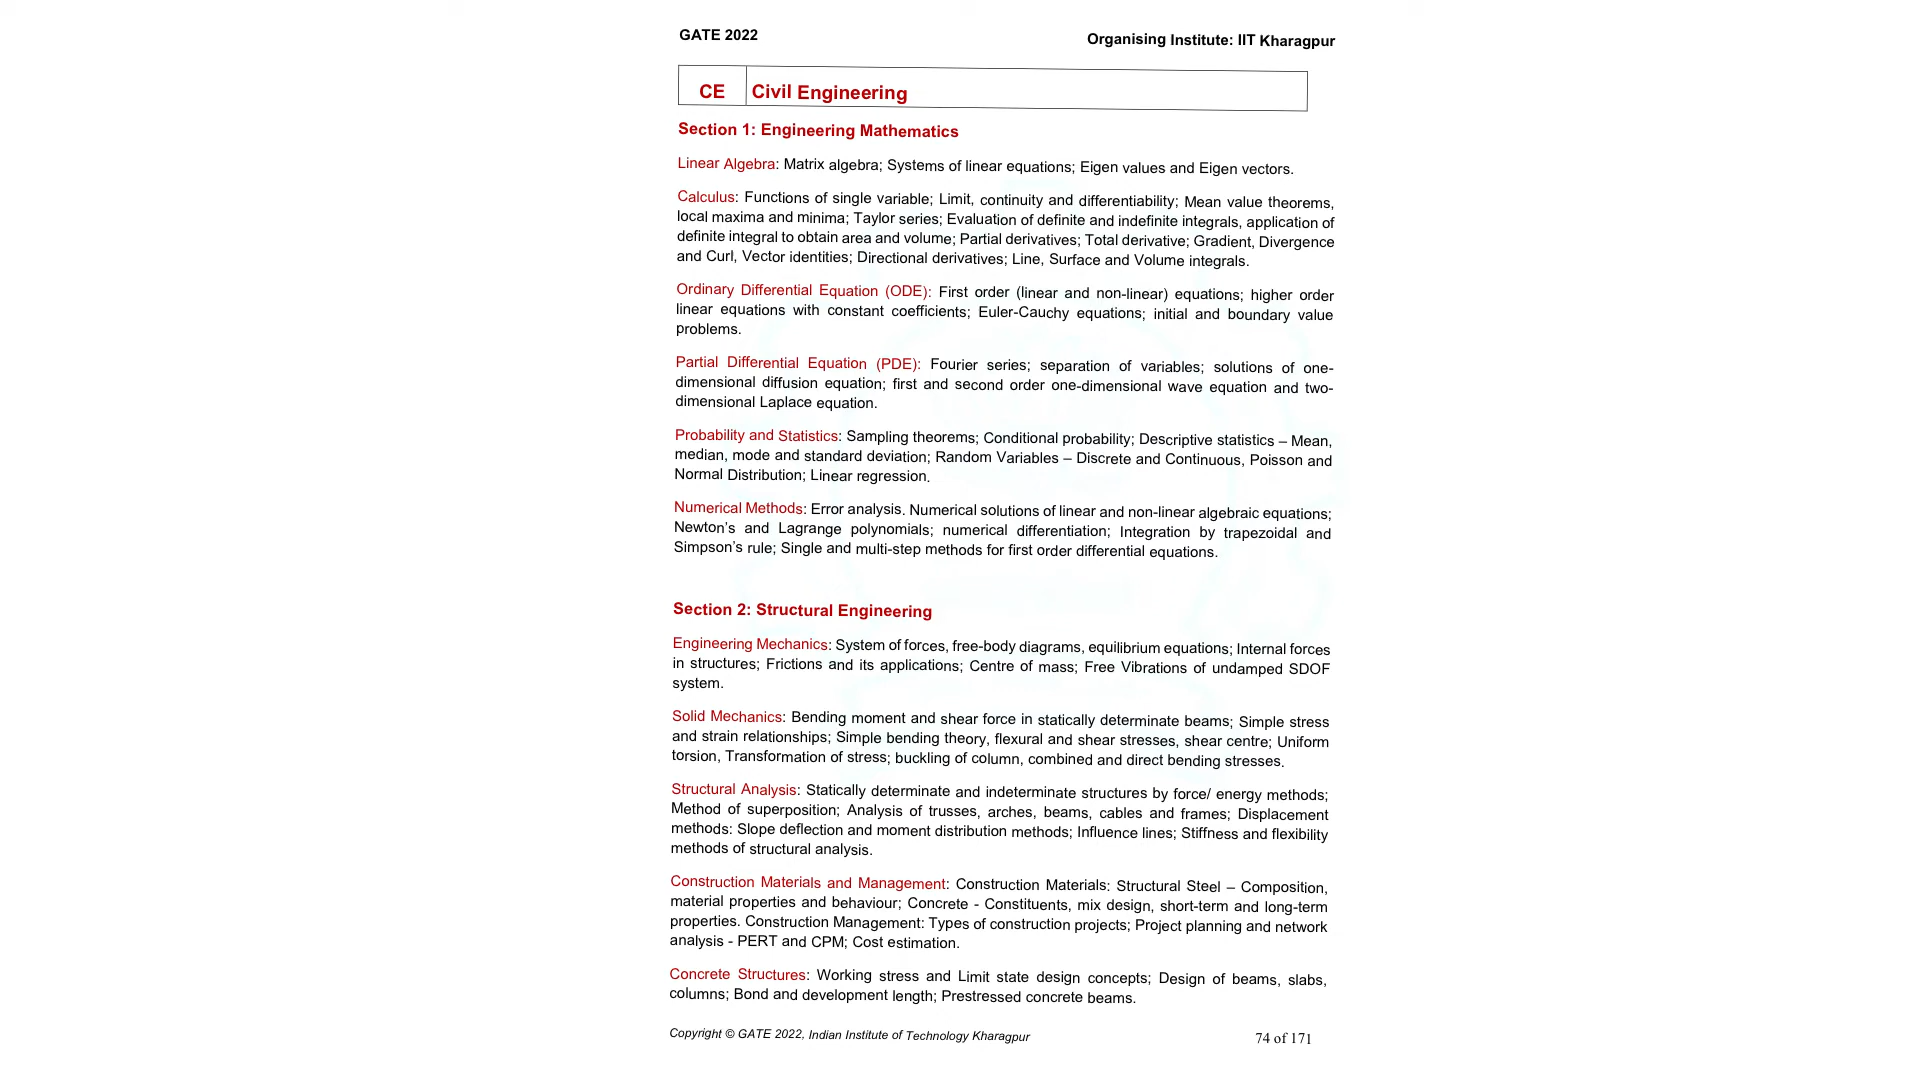 GATE 2022
Organising Institute: IIT Kharagpur
CE
Civil Engineering
Section 1: Engineering Mathematics
Linear Algebra: Matrix algebra; Systems of linear equations; Eigen values and Eigen vectors.
Calculus: Functions of single variable; Limit, continuity and differentiability; Mean value theorems,
local maxima and minima; Taylor series; Evaluation of definite and indefinite integrals, application of
definite integral to obtain area and volume; Partial derivatives; Total derivative; Gradient, Divergence
and Curl, Vector identities; Directional derivatives; Line, Surface and Volume integrals.
Ordinary Differential Equation (ODE): First order (linear and non-linear) equations; higher order
linear equations with constant coefficients; Euler-Cauchy equations; initial and boundary value
problems.
Partial Differential Equation (PDE): Fourier series; separation of variables; solutions of one-
dimensional diffusion equation; first and second order one-dimensional wave equation and two-
dimensional Laplace equation.
Probability and Statistics: Sampling theorems; Conditional probability; Descriptive statistics – Mean,
median, mode and standard deviation; Random Variables – Discrete and Continuous, Poisson and
Normal Distribution; Linear regression.
Numerical Methods: Error analysis. Numerical solutions of linear and non-linear algebraic equations;
Newton's and Lagrange polynomials; numerical differentiation; Integration by trapezoidal and
Simpson's rule; Single and multi-step methods for first order differential equations.
Section 2: Structural Engineering
Engineering Mechanics: System of forces, free-body diagrams, equilibrium equations; Internal forces
in structures; Frictions and its applications; Centre of mass; Free Vibrations of undamped SDOF
system.
Solid Mechanics: Bending moment and shear force in statically determinate beams; Simple stress
and strain relationships; Simple bending theory, flexural and shear stresses, shear centre; Uniform
torsion, Transformation of stress; buckling of column, combined and direct bending stresses.
Structural Analysis: Statically determinate and indeterminate structures by force/ energy methods;
Method of superposition; Analysis of trusses, arches, beams, cables and frames; Displacement
methods: Slope deflection and moment distribution methods; Influence lines; Stiffness and flexibility
methods of structural analysis.
Construction Materials and Management: Construction Materials: Structural Steel – Composition,
material properties and behaviour; Concrete - Constituents, mix design, short-term and long-term
properties. Construction Management: Types of construction projects; Project planning and network
analysis - PERT and CPM; Cost estimation.
Concrete Structures: Working stress and Limit state design concepts; Design of beams, slabs,
columns; Bond and development length; Prestressed concrete beams.
Copyright © GATE 2022, Indian Institute of Technology Kharagpur
74 of 171